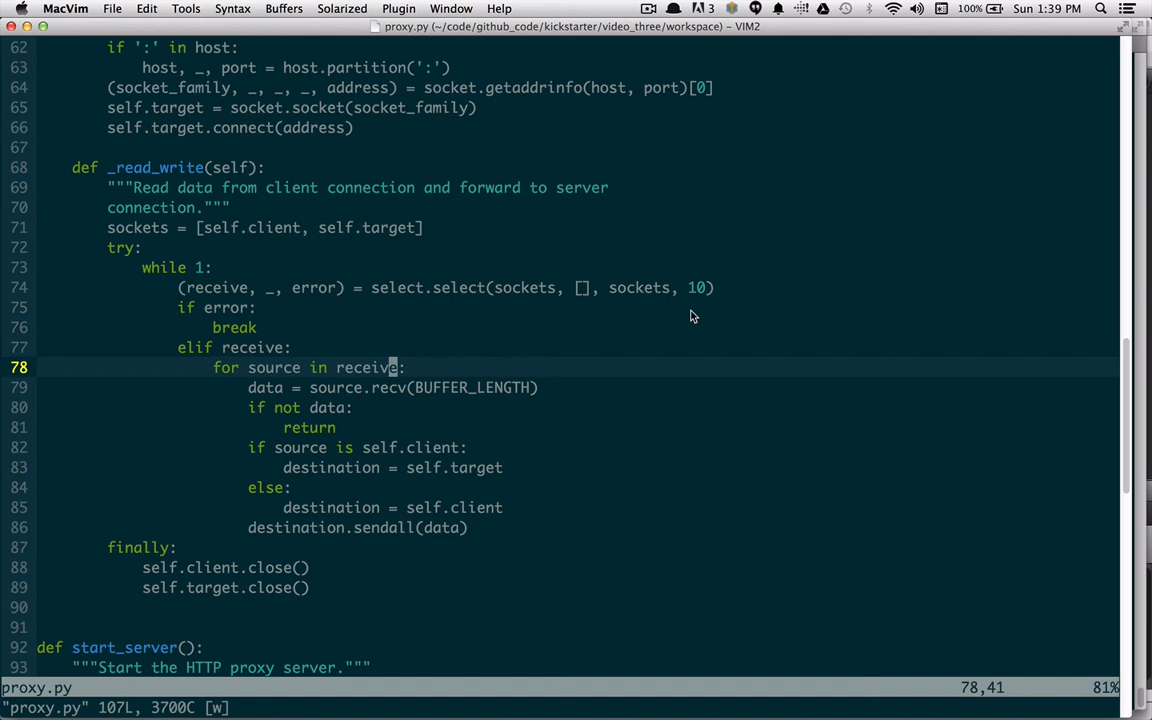 MacVim File Edit Tools Syntax Buffers Solarized Plugin Window Help 3 100% Sun 1:39 PM
proxy.py (~/code/github_code/kickstarter/video_three/workspace) – VIM2
62 if ':' in host:
63 host, _, port = host.partition(':')
64 (socket_family, _, _, _, address) = socket.getaddrinfo(host, port)[0]
65 self.target = socket.socket(socket_family)
66 self.target.connect(address)
67
68 def _read_write(self):
69 """Read data from client connection and forward to server
70 connection."""
71 sockets = [self.client, self.target]
72 try:
73 while 1:
74 (receive, _, error) = select.select(sockets, [], sockets, 10)
75 if error:
76 break
77 elif receive:
78 for source in receive:
79 data = source.recv(BUFFER_LENGTH)
80 if not data:
81 return
82 if source is self.client:
83 destination = self.target
84 else:
85 destination = self.client
86 destination.sendall(data)
87 finally:
88 self.client.close()
89 self.target.close()
90
91
92 def start_server():
93 """Start the HTTP proxy server."""
proxy.py 78,41 81%
"proxy.py" 107L, 3700C [w]